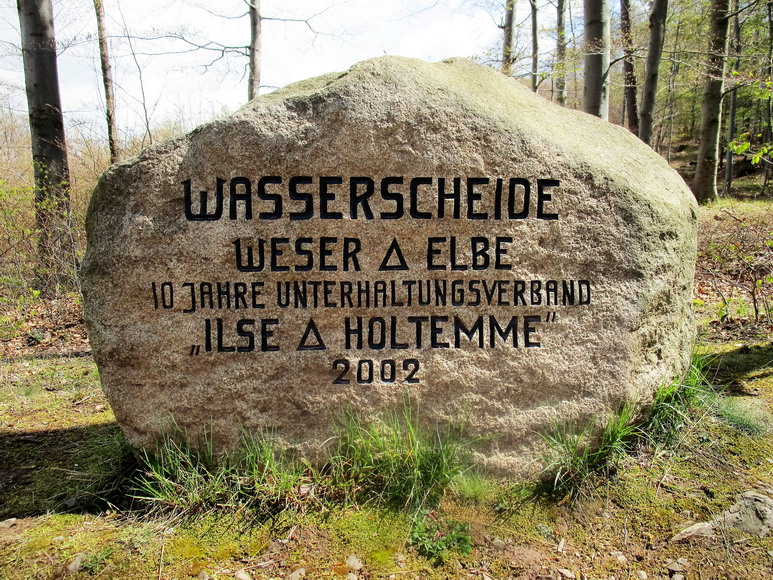 WASSERSCHEIDE
WESER △ ELBE
10 JAHRE UNTERHALTUNGSVERBAND
„ILSE △ HOLTEMME"
2002